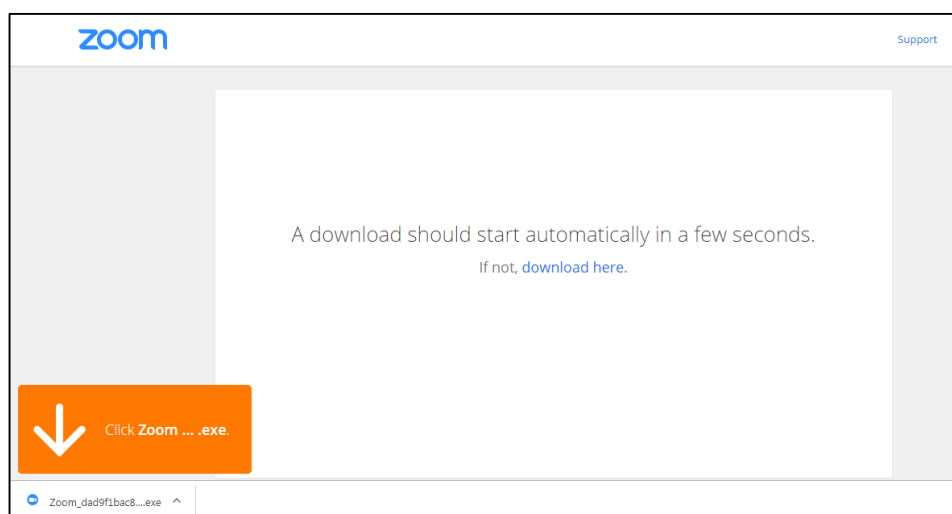 zoom
Support
A download should start automatically in a few seconds.
If not, download here.
Click Zoom ... .exe.
Zoom_dad9f1bac8....exe